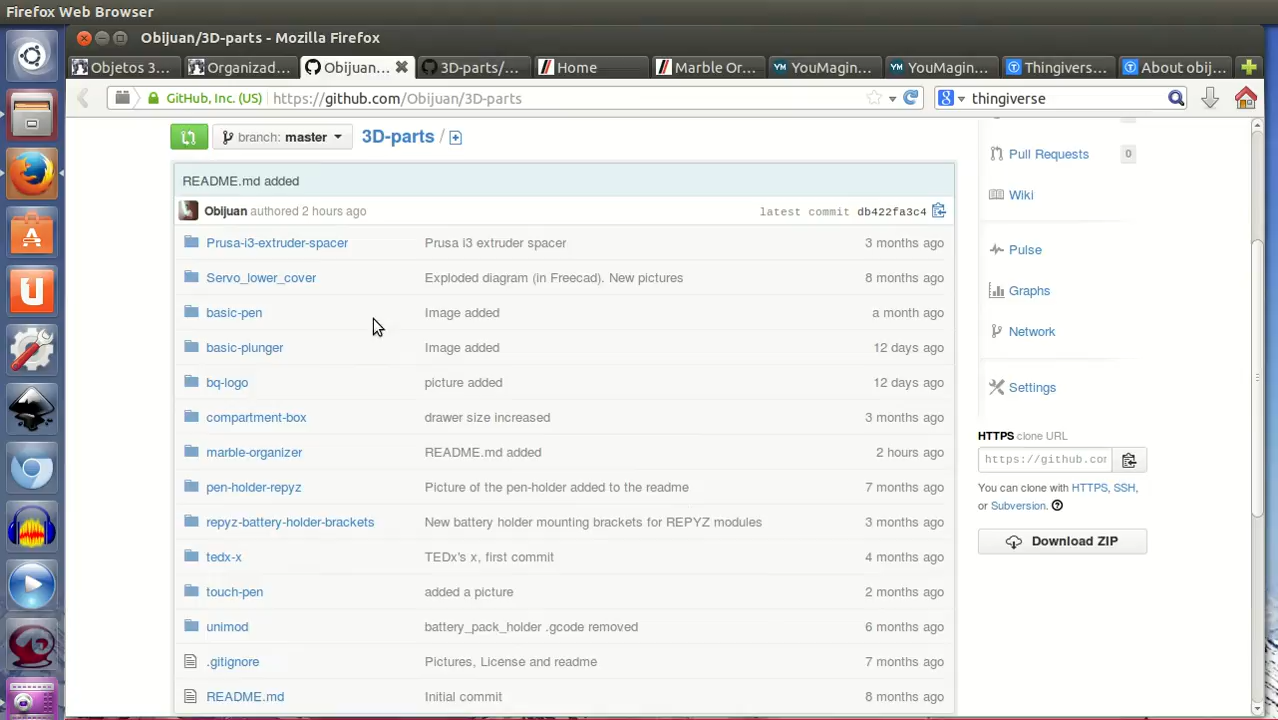 Firefox Web Browser
Obijuan/3D-parts - Mozilla Firefox
Objetos 3... Organizad... Obijuan... 3D-parts/... Home Marble Or... YouMagin... YouMagin... Thingivers... About obij...
GitHub, Inc. (US) https://github.com/Obijuan/3D-parts thingiverse
branch: master 3D-parts /
README.md added
Obijuan authored 2 hours ago latest commit db422fa3c4
Prusa-i3-extruder-spacer Prusa i3 extruder spacer 3 months ago
Servo_lower_cover Exploded diagram (in Freecad). New pictures 8 months ago
basic-pen Image added a month ago
basic-plunger Image added 12 days ago
bq-logo picture added 12 days ago
compartment-box drawer size increased 3 months ago
marble-organizer README.md added 2 hours ago
pen-holder-repyz Picture of the pen-holder added to the readme 7 months ago
repyz-battery-holder-brackets New battery holder mounting brackets for REPYZ modules 3 months ago
tedx-x TEDx's x, first commit 4 months ago
touch-pen added a picture 2 months ago
unimod battery_pack_holder .gcode removed 6 months ago
.gitignore Pictures, License and readme 7 months ago
README.md Initial commit 8 months ago
Pull Requests 0
Wiki
Pulse
Graphs
Network
Settings
HTTPS clone URL
https://github.com
You can clone with HTTPS, SSH,
or Subversion.
Download ZIP